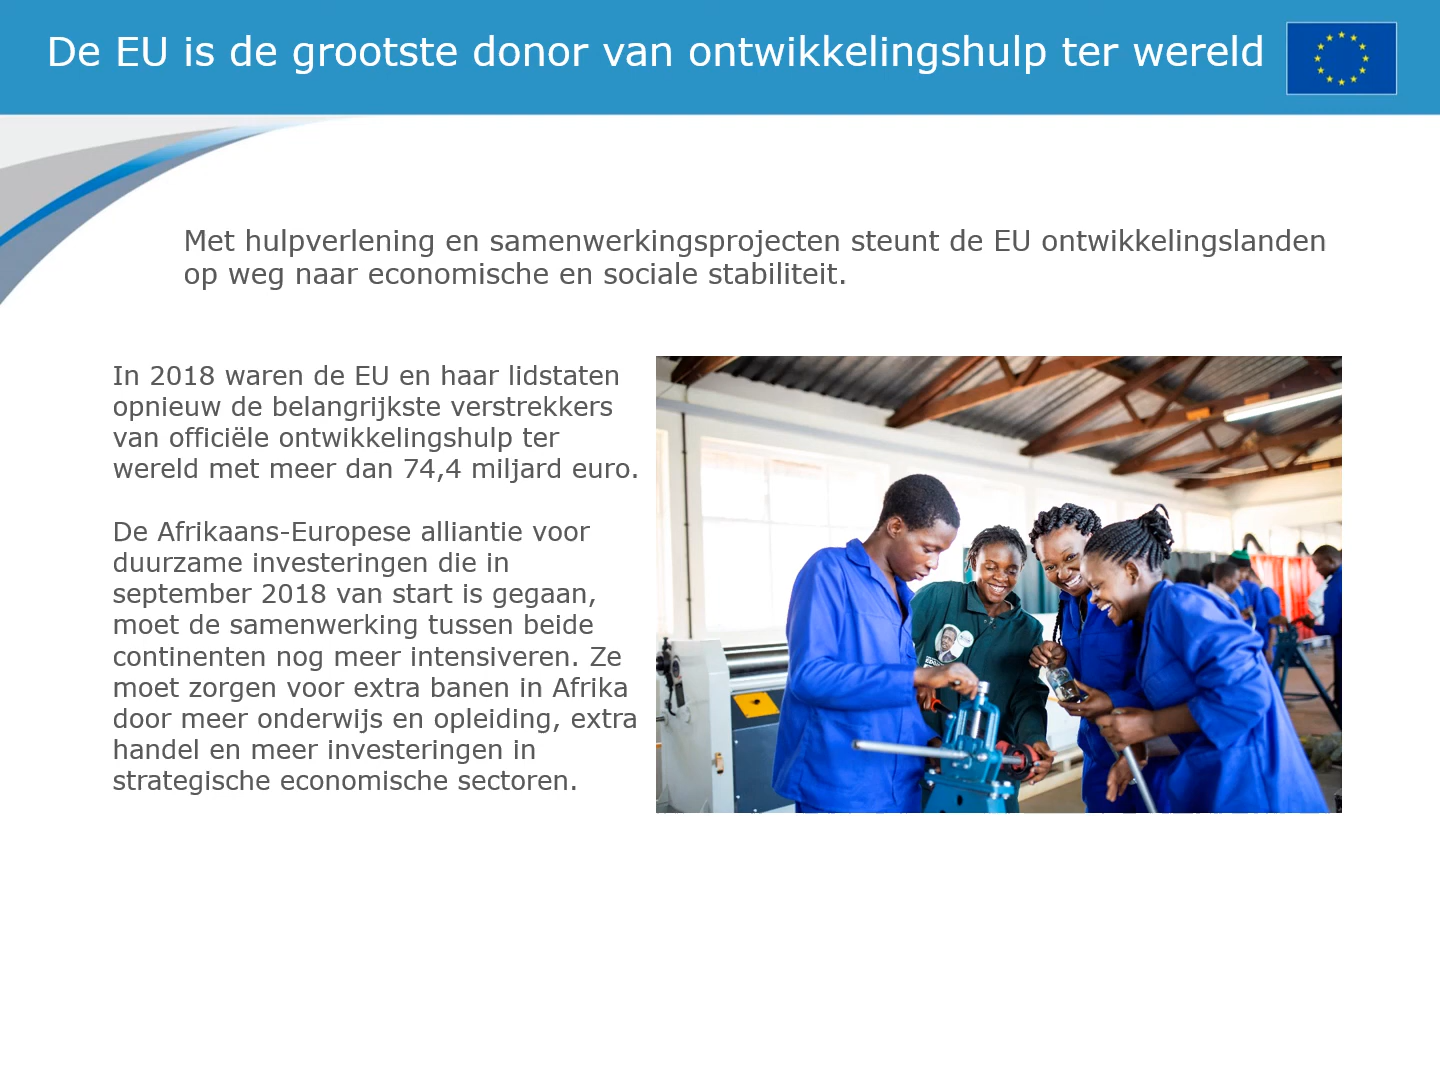 De EU is de grootste donor van ontwikkelingshulp ter wereld
Met hulpverlening en samenwerkingsprojecten steunt de EU ontwikkelingslanden
op weg naar economische en sociale stabiliteit.
In 2018 waren de EU en haar lidstaten
opnieuw de belangrijkste verstrekkers
van officiële ontwikkelingshulp ter
wereld met meer dan 74,4 miljard euro.
De Afrikaans-Europese alliantie voor
duurzame investeringen die in
september 2018 van start is gegaan,
moet de samenwerking tussen beide
continenten nog meer intensiveren. Ze
moet zorgen voor extra banen in Afrika
door meer onderwijs en opleiding, extra
handel en meer investeringen in
strategische economische sectoren.